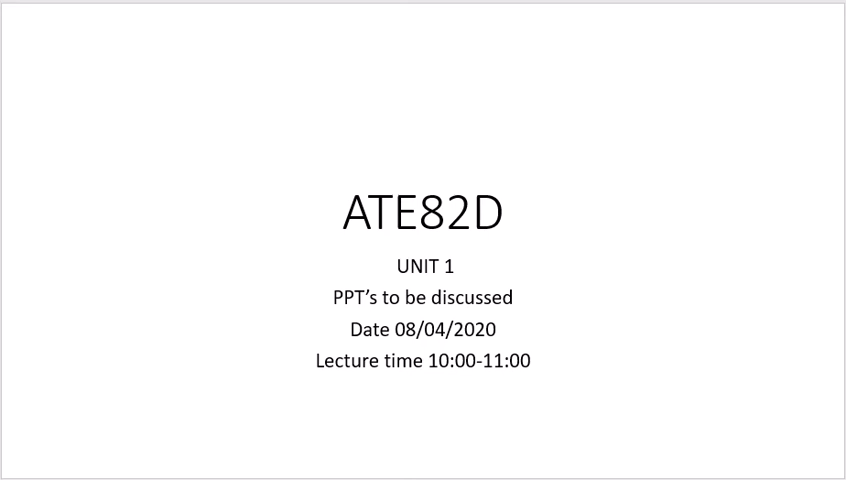 ATE82D
UNIT 1
PPT’s to be discussed
Date 08/04/2020
Lecture time 10:00-11:00